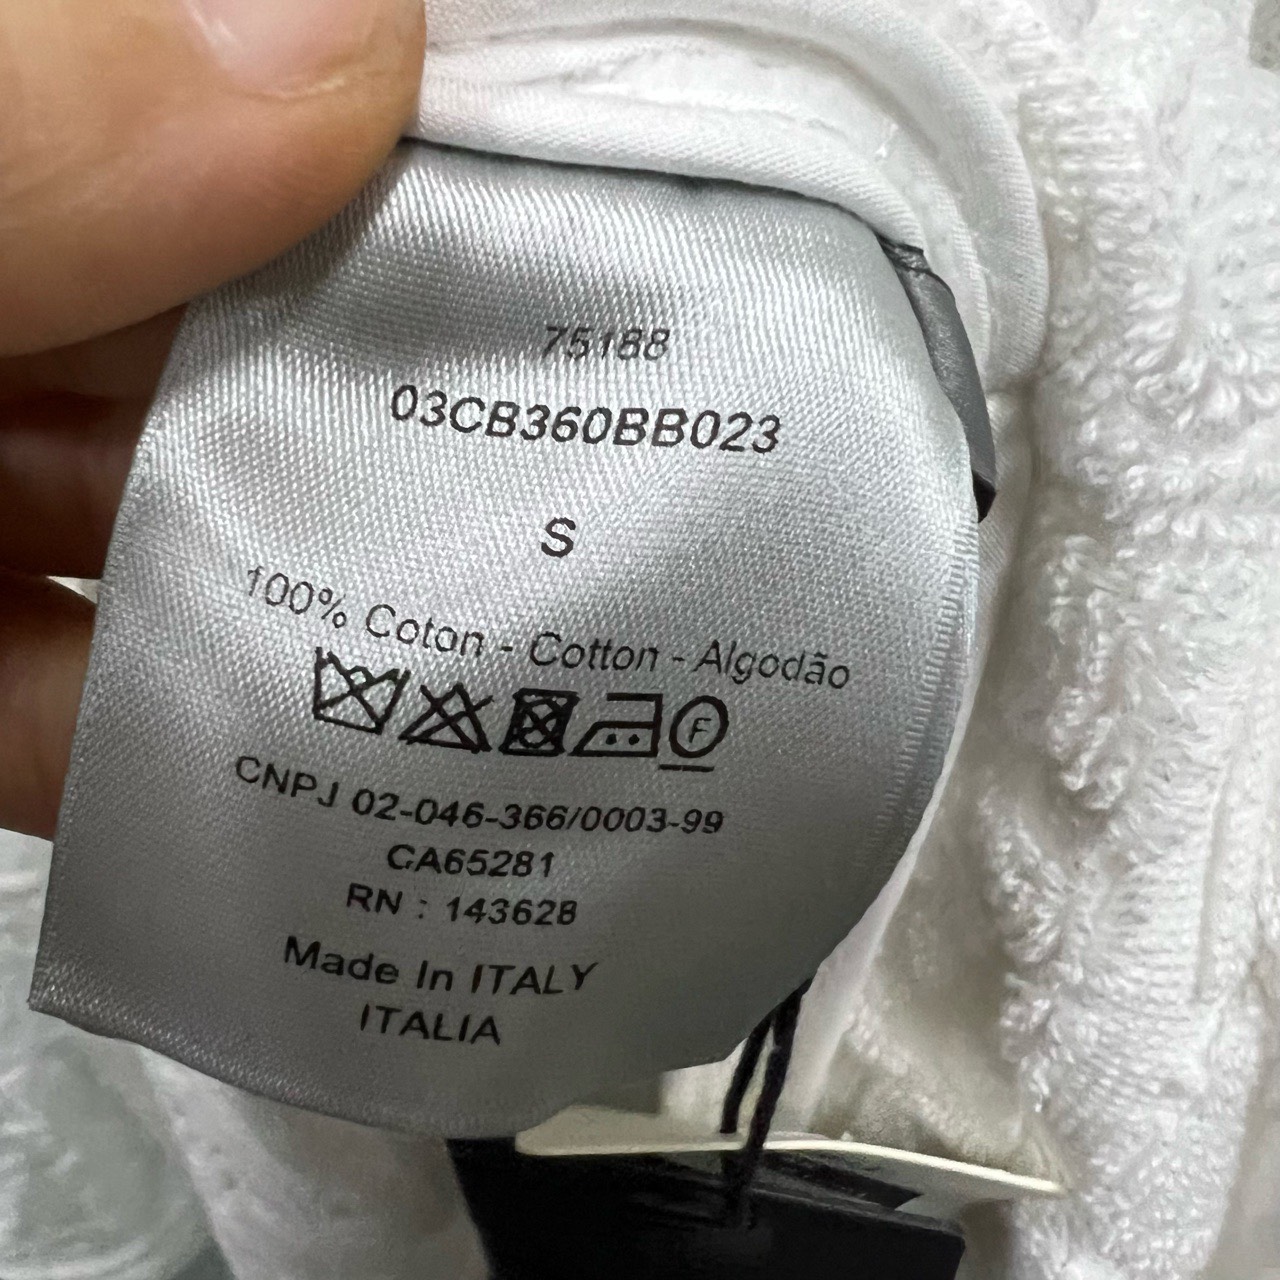 75188
03CB360BB023
S
100% Coton - Cotton - Algodão
F
CNPJ 02-046-366/0003-99
CA65281
RN : 143628
Made In ITALY
ITALIA